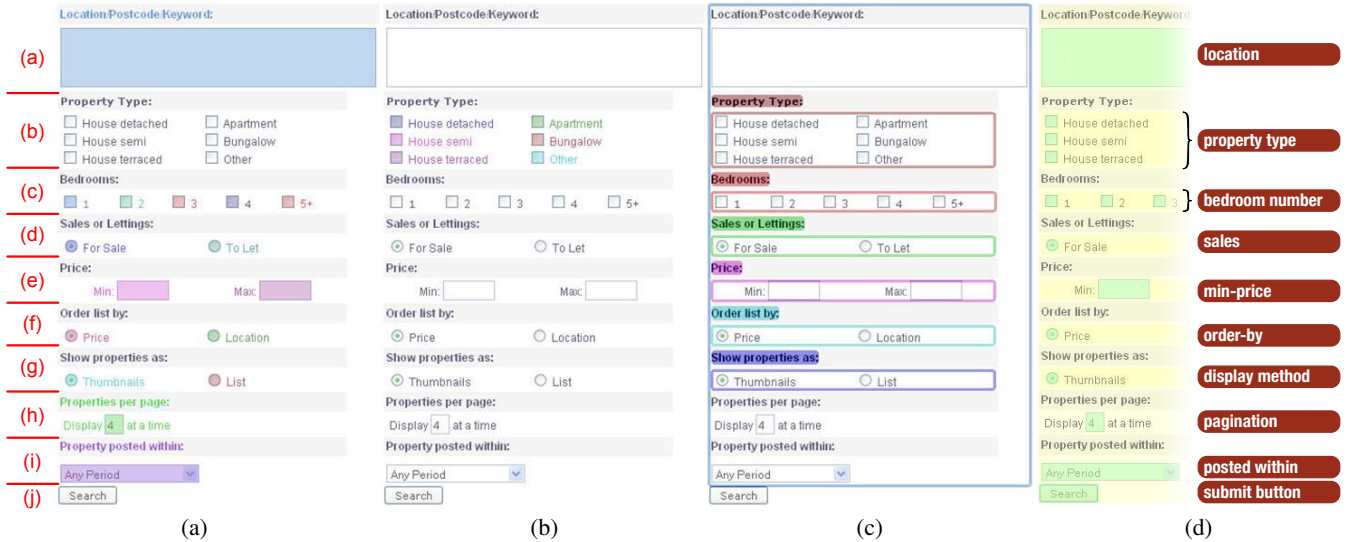 Location/Postcode/Keyword: Location/Postcode/Keyword: Location/Postcode/Keyword: Location/Postcode/Keyword:
(a) location
Property Type: Property Type: Property Type: Property Type:
House detached Apartment House detached Apartment House detached Apartment House detached
(b) House semi Bungalow House semi Bungalow House semi Bungalow House semi property type
House terraced Other House terraced Other House terraced Other House terraced
Bedrooms: Bedrooms: Bedrooms: Bedrooms:
(c) 1 2 3 4 5+ 1 2 3 4 5+ 1 2 3 4 5+ 1 2 3 bedroom number
Sales or Lettings: Sales or Lettings: Sales or Lettings: Sales or Lettings:
(d) For Sale To Let For Sale To Let For Sale To Let For Sale sales
Price: Price: Price: Price:
(e) Min: Max: Min: Max: Min: Max: Min: min-price
Order list by: Order list by: Order list by: Order list by:
(f) Price Location Price Location Price Location Price order-by
Show properties as: Show properties as: Show properties as: Show properties as:
(g) Thumbnails List Thumbnails List Thumbnails List Thumbnails display method
Properties per page: Properties per page: Properties per page: Properties per page:
(h) Display 4 at a time Display 4 at a time Display 4 at a time Display 4 at a time pagination
Property posted within: Property posted within: Property posted within: Property posted within:
(i) Any Period Any Period Any Period Any Period posted within
(j) Search Search Search Search submit button
(a) (b) (c) (d)